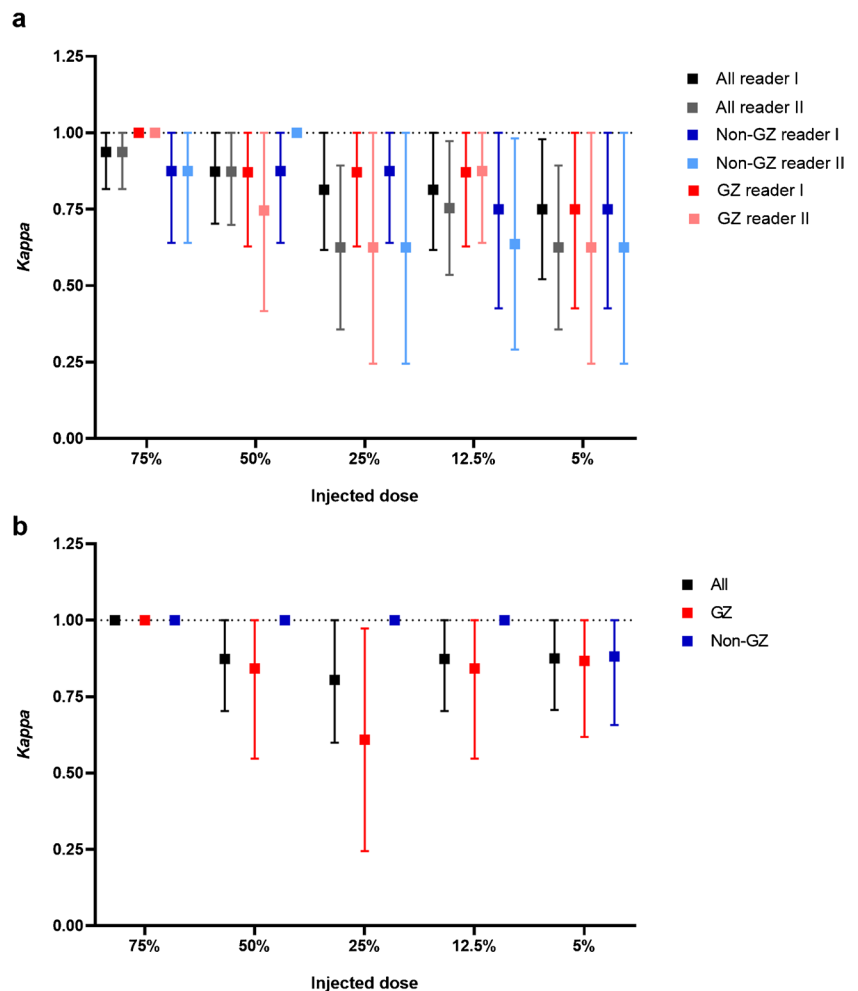 a
1.25
1.00
0.75
0.50
0.25
0.00
Kappa
75% 50% 25% 12.5% 5%
Injected dose
All reader I
All reader II
Non-GZ reader I
Non-GZ reader II
GZ reader I
GZ reader II
b
1.25
1.00
0.75
0.50
0.25
0.00
Kappa
75% 50% 25% 12.5% 5%
Injected dose
All
GZ
Non-GZ